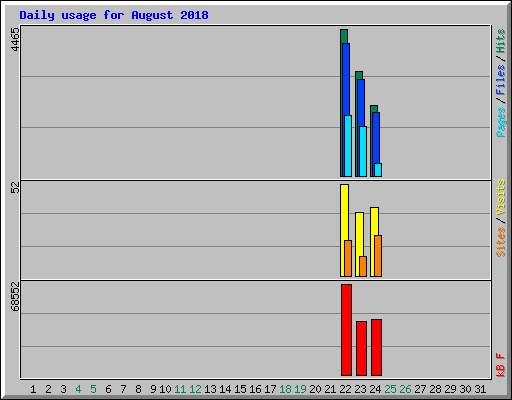 Daily usage for August 2018
4465
52
68552
Pages / Files / Hits
Sites / Visits
kB F
1 2 3 4 5 6 7 8 9 10 11 12 13 14 15 16 17 18 19 20 21 22 23 24 25 26 27 28 29 30 31